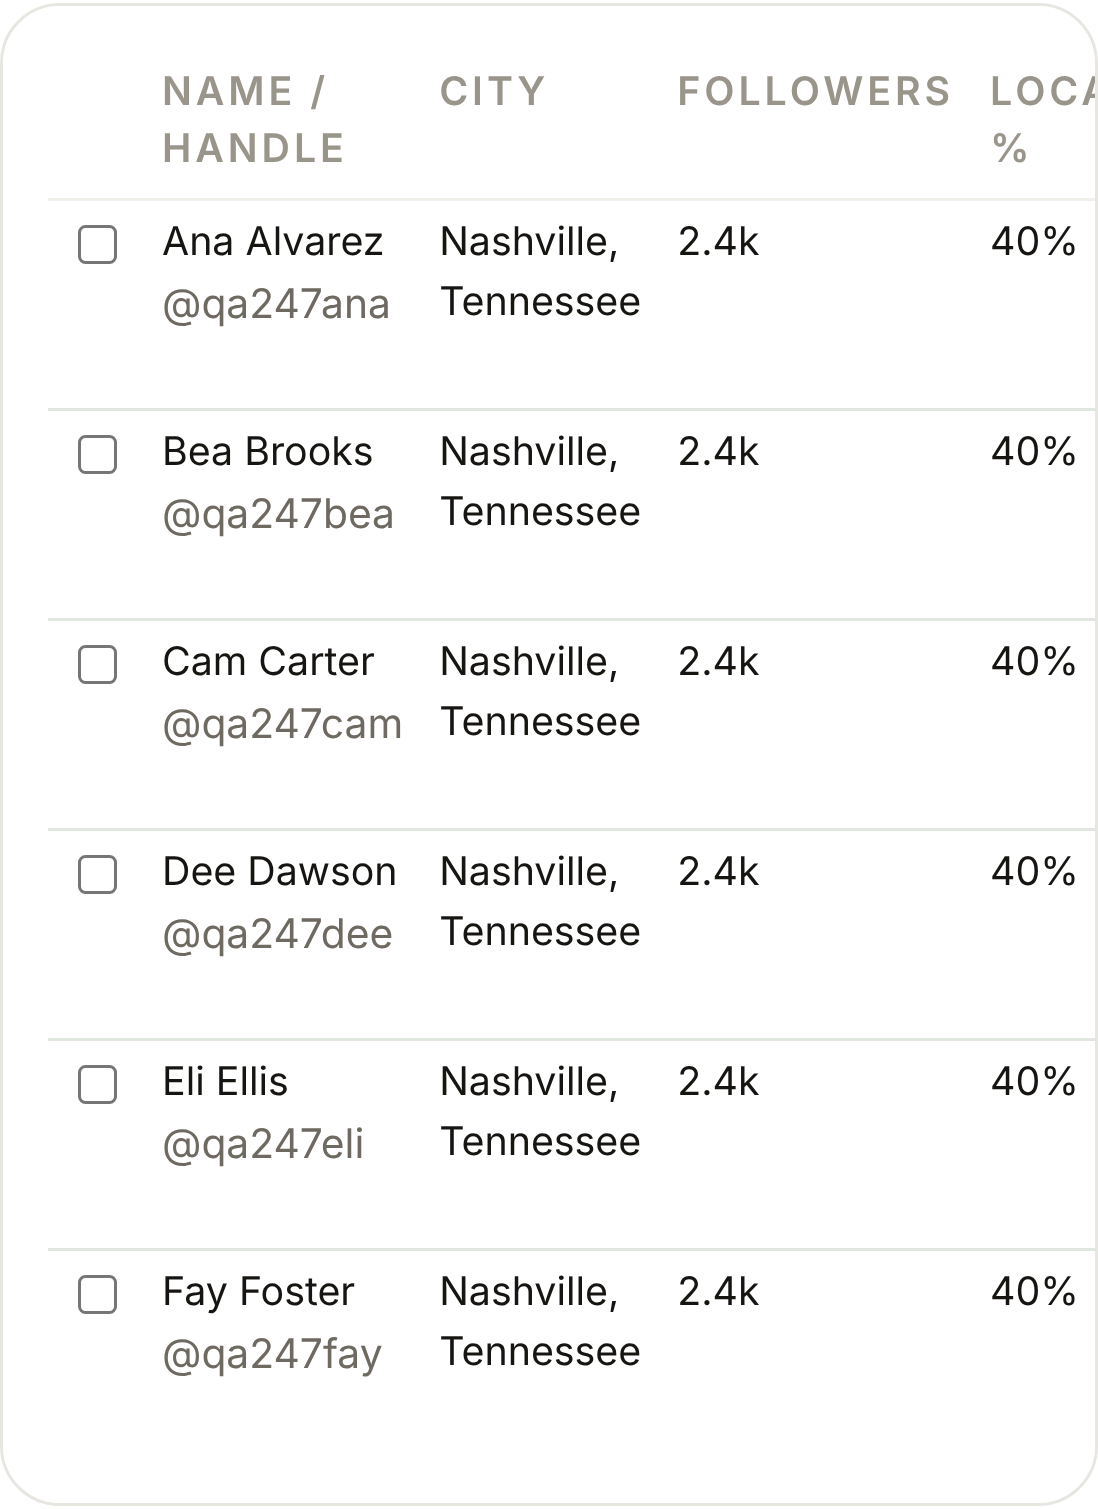 NAME / CITY FOLLOWERS LOCA
HANDLE %
Ana Alvarez Nashville, 2.4k 40%
@qa247ana Tennessee
Bea Brooks Nashville, 2.4k 40%
@qa247bea Tennessee
Cam Carter Nashville, 2.4k 40%
@qa247cam Tennessee
Dee Dawson Nashville, 2.4k 40%
@qa247dee Tennessee
Eli Ellis Nashville, 2.4k 40%
@qa247eli Tennessee
Fay Foster Nashville, 2.4k 40%
@qa247fay Tennessee